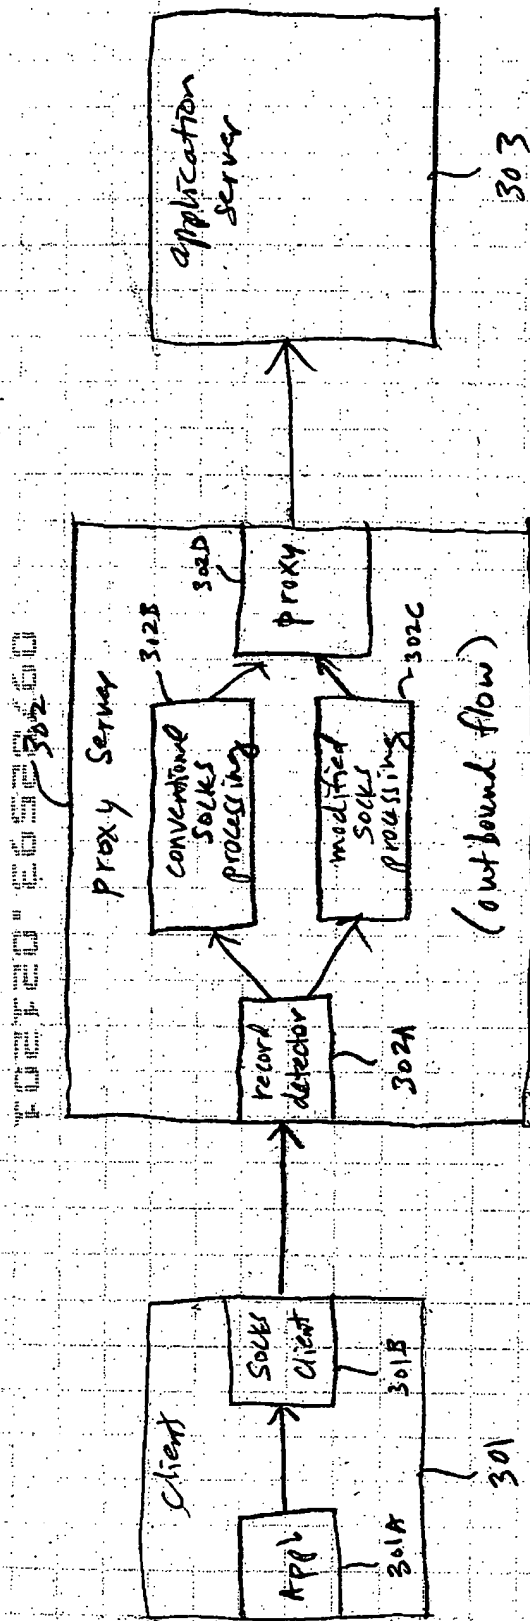 client
Appl
301A
Socks
client
301B
301
302
proxy server
record
detector
302A
conventional
socks
processing
312B
modified
socks
processing
302C
proxy
302D
(outbound flow)
application
server
303